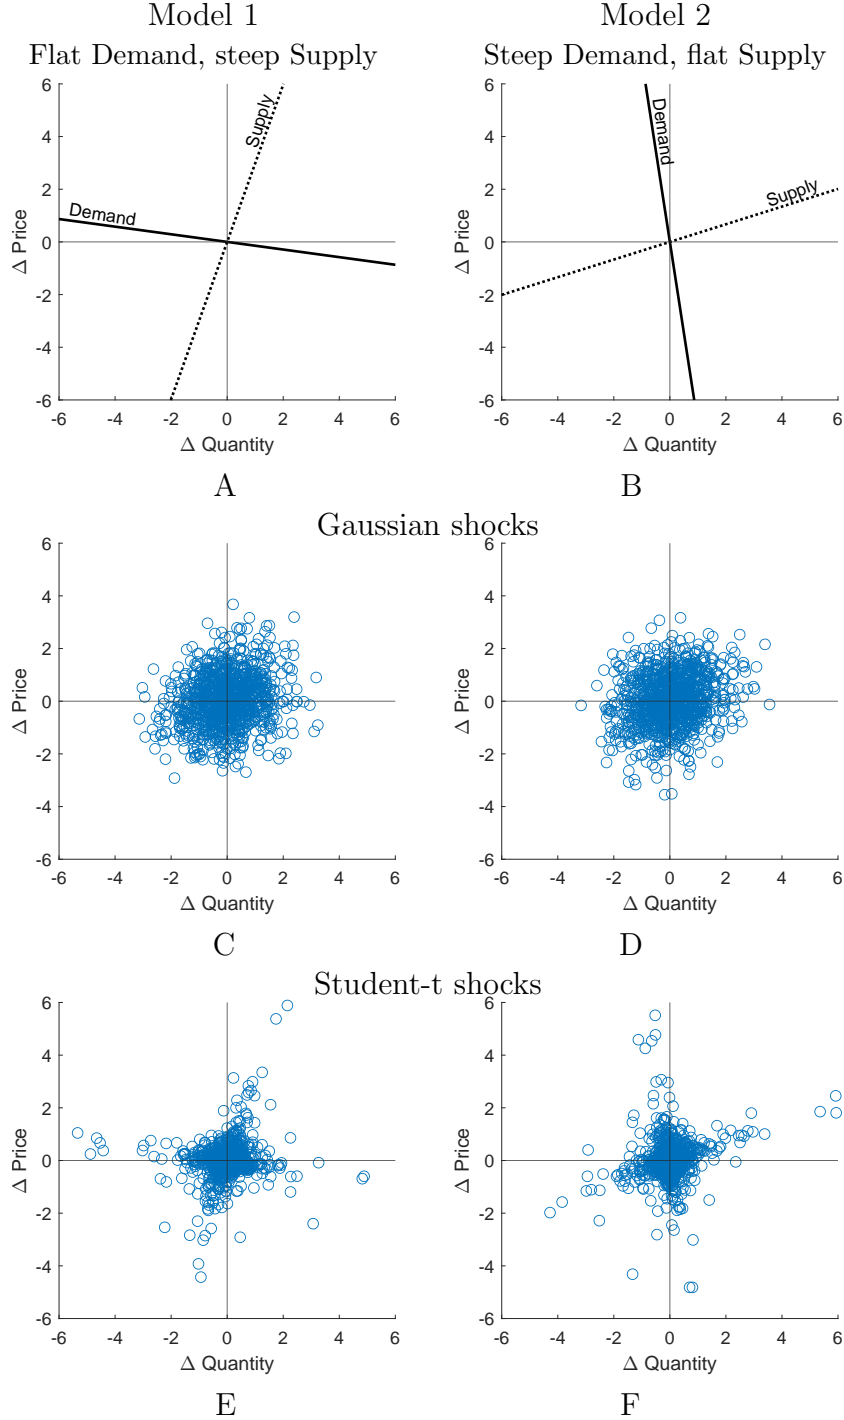 Model 1 Model 2
Flat Demand, steep Supply Steep Demand, flat Supply
6 6
4 4
2 2
0 0
-2 -2
-4 -4
-6 -6
Δ Price Δ Price
Supply Demand
Demand Supply
-6 -4 -2 0 2 4 6 -6 -4 -2 0 2 4 6
Δ Quantity Δ Quantity
A B
Gaussian shocks
6 6
4 4
2 2
0 0
-2 -2
-4 -4
-6 -6
Δ Price Δ Price
-6 -4 -2 0 2 4 6 -6 -4 -2 0 2 4 6
Δ Quantity Δ Quantity
C D
Student-t shocks
6 6
4 4
2 2
0 0
-2 -2
-4 -4
-6 -6
Δ Price Δ Price
-6 -4 -2 0 2 4 6 -6 -4 -2 0 2 4 6
Δ Quantity Δ Quantity
E F